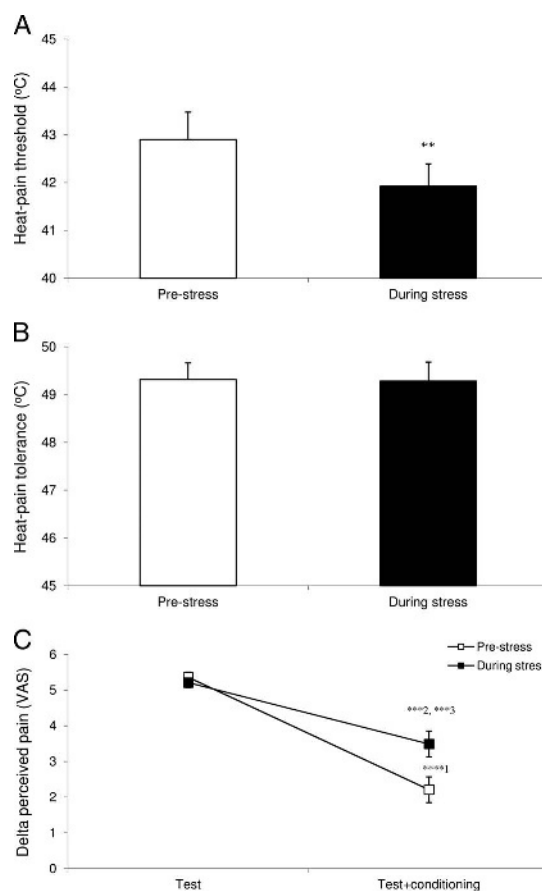 A
Heat-pain threshold (ºC)
45
44
43
42
41
40
**
Pre-stress
During stress
B
Heat-pain tolerance (ºC)
50
49
48
47
46
45
Pre-stress
During stress
C
Delta perceived pain (VAS)
6
5
4
3
2
1
0
Pre-stress
During stres
***2, ***3
****1
Test
Test+conditioning